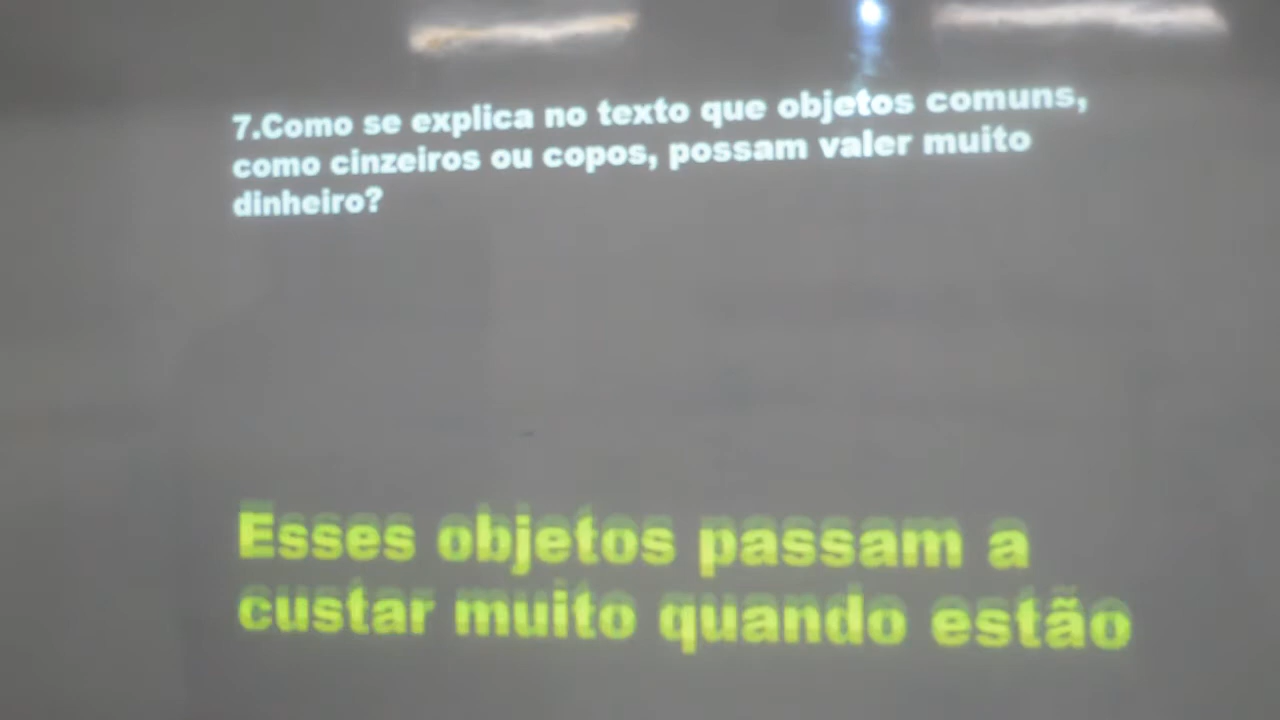 7.Como se explica no texto que objetos comuns,
como cinzeiros ou copos, possam valer muito
dinheiro?
Esses objetos passam a
custar muito quando estão